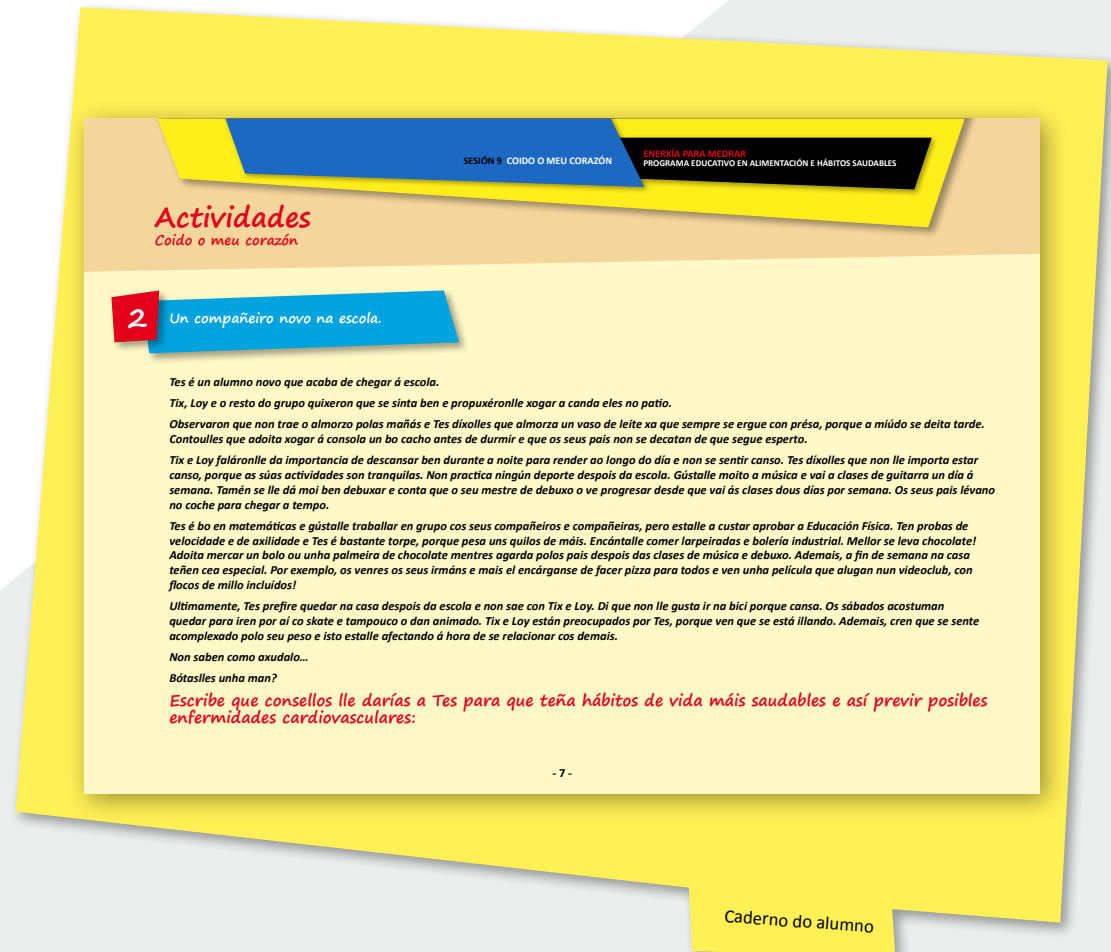 SESIÓN 9 COIDO O MEU CORAZÓN
ENERXÍA PARA MEDRAR
PROGRAMA EDUCATIVO EN ALIMENTACIÓN E HÁBITOS SAUDABLES
Actividades
Coido o meu corazón
2 Un compañeiro novo na escola.
Tes é un alumno novo que acaba de chegar á escola.
Tix, Loy e o resto do grupo quixeron que se sinta ben e propuxéronlle xogar a canda eles no patio.
Observaron que non trae o almorzo polas mañás e Tes díxolles que almorza un vaso de leite xa que sempre se ergue con présa, porque a miúdo se deita tarde.
Contoulles que adoita xogar á consola un bo cacho antes de durmir e que os seus pais non se decatan de que segue esperto.
Tix e Loy faláronlle da importancia de descansar ben durante a noite para render ao longo do día e non se sentir canso. Tes díxolles que non lle importa estar
canso, porque as súas actividades son tranquilas. Non practica ningún deporte despois da escola. Gústalle moito a música e vai a clases de guitarra un día á
semana. Tamén se lle dá moi ben debuxar e conta que o seu mestre de debuxo o ve progresar desde que vai ás clases dous días por semana. Os seus pais lévano
no coche para chegar a tempo.
Tes é bo en matemáticas e gústalle traballar en grupo cos seus compañeiros e compañeiras, pero estalle a custar aprobar a Educación Física. Ten probas de
velocidade e de axilidade e Tes é bastante torpe, porque pesa uns quilos de máis. Encántalle comer larpeiradas e bolería industrial. Mellor se leva chocolate!
Adoita mercar un bolo ou unha palmeira de chocolate mentres agarda polos pais despois das clases de música e debuxo. Ademais, a fin de semana na casa
teñen cea especial. Por exemplo, os venres os seus irmáns e mais el encárganse de facer pizza para todos e ven unha película que alugan nun videoclub, con
flocos de millo incluídos!
Ultimamente, Tes prefire quedar na casa despois da escola e non sae con Tix e Loy. Di que non lle gusta ir na bici porque cansa. Os sábados acostuman
quedar para iren por aí co skate e tampouco o dan animado. Tix e Loy están preocupados por Tes, porque ven que se está illando. Ademais, cren que se sente
acomplexado polo seu peso e isto estalle afectando á hora de se relacionar cos demais.
Non saben como axudalo...
Bótaslles unha man?
Escribe que consellos lle darías a Tes para que teña hábitos de vida máis saudables e así previr posibles
enfermidades cardiovasculares:
- 7 -
Caderno do alumno